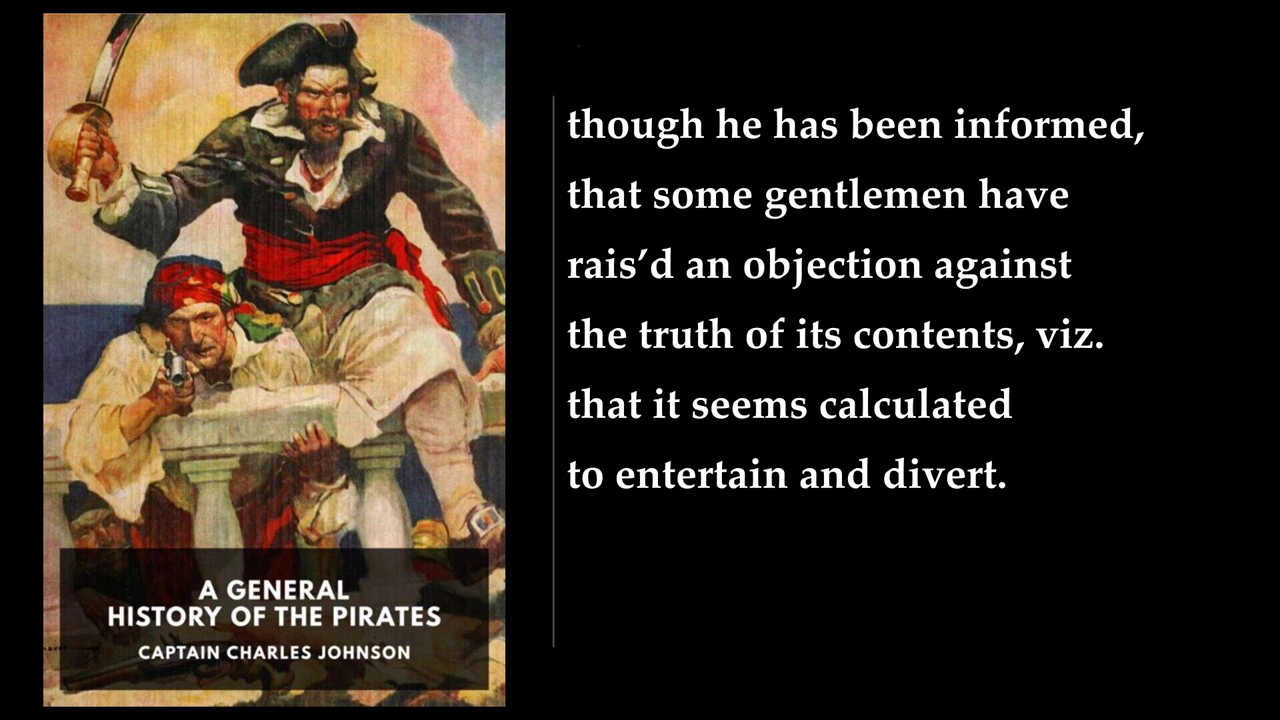 though he has been informed,
that some gentlemen have
rais’d an objection against
the truth of its contents, viz.
that it seems calculated
to entertain and divert.
A GENERAL
HISTORY OF THE PIRATES
CAPTAIN CHARLES JOHNSON